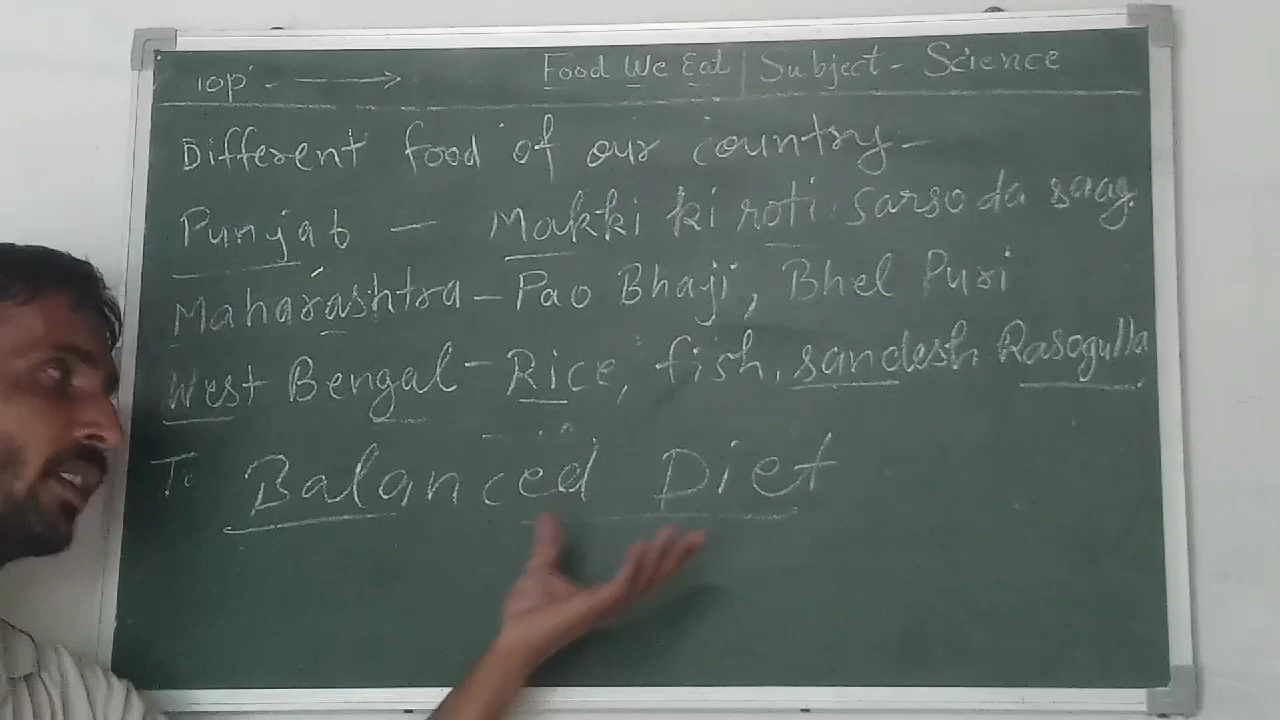 TOP'- → Food We Eat | Subject - Science
Different food of our country -
Punjab - Makki ki roti sarso da saag
Maharashtra - Pao Bhaji, Bhel Puri
West Bengal - Rice, fish, sandesh Rasogulla
Balanced Diet